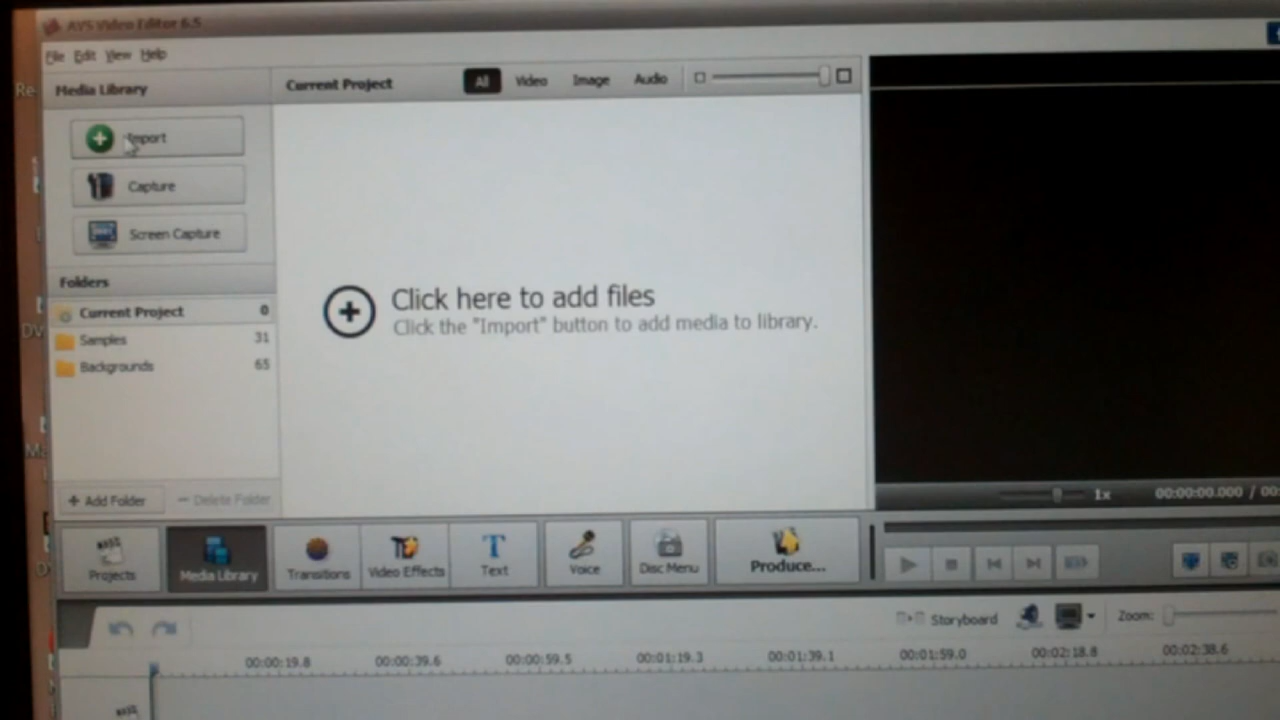 AVS Video Editor 6.5
File Edit View Help
Media Library
Current Project All Video Image Audio
Import
Capture
Screen Capture
Folders
Current Project 0
Samples 31
Backgrounds 65
Click here to add files
Click the "Import" button to add media to library.
+ Add Folder
− Delete Folder
1x 00:00:00.000 / 00:
Projects
Media Library
Transitions
Video Effects
Text
Voice
Disc Menu
Produce...
Storyboard
Zoom:
00:00:19.8 00:00:39.6 00:00:59.5 00:01:19.3 00:01:39.1 00:01:59.0 00:02:18.8 00:02:38.6